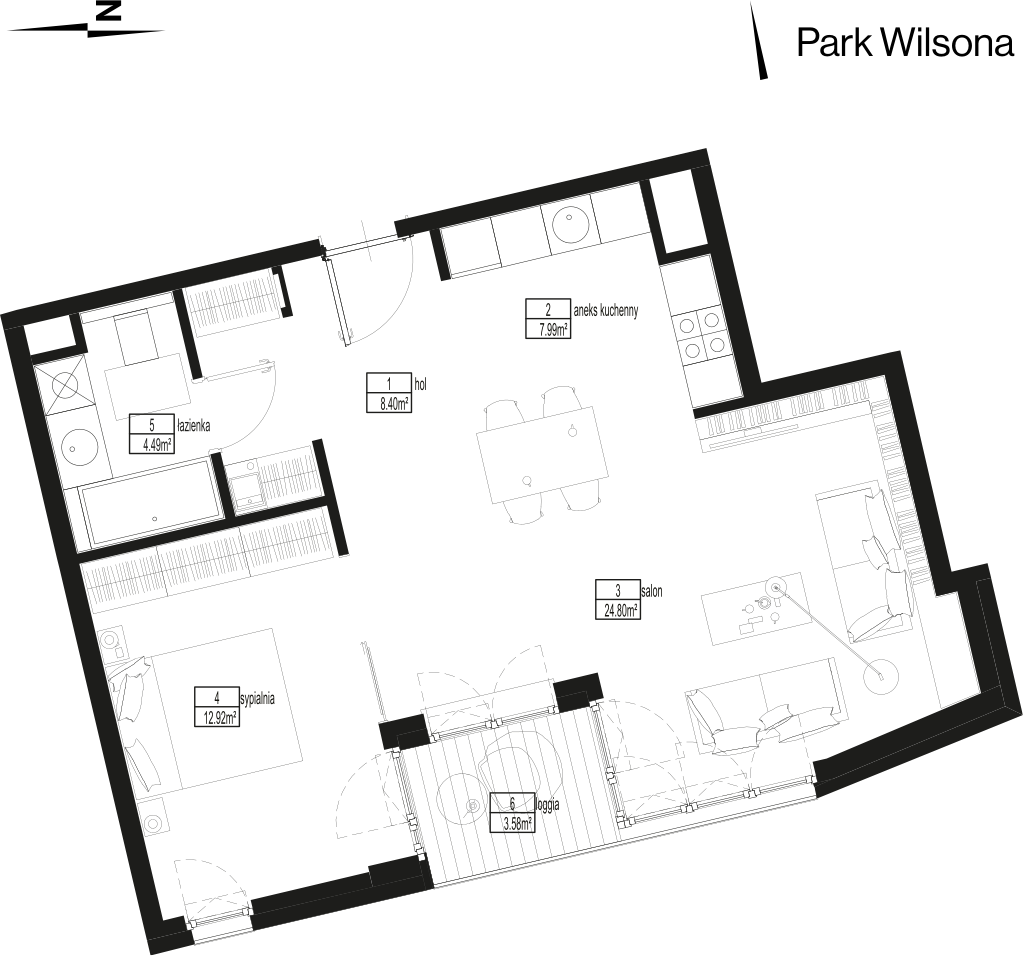 N
Park Wilsona
2 aneks kuchenny
7.99m²
1 hol
8.40m²
5 łazienka
4.49m²
3 salon
24.80m²
4 sypialnia
12.92m²
6 loggia
3.58m²